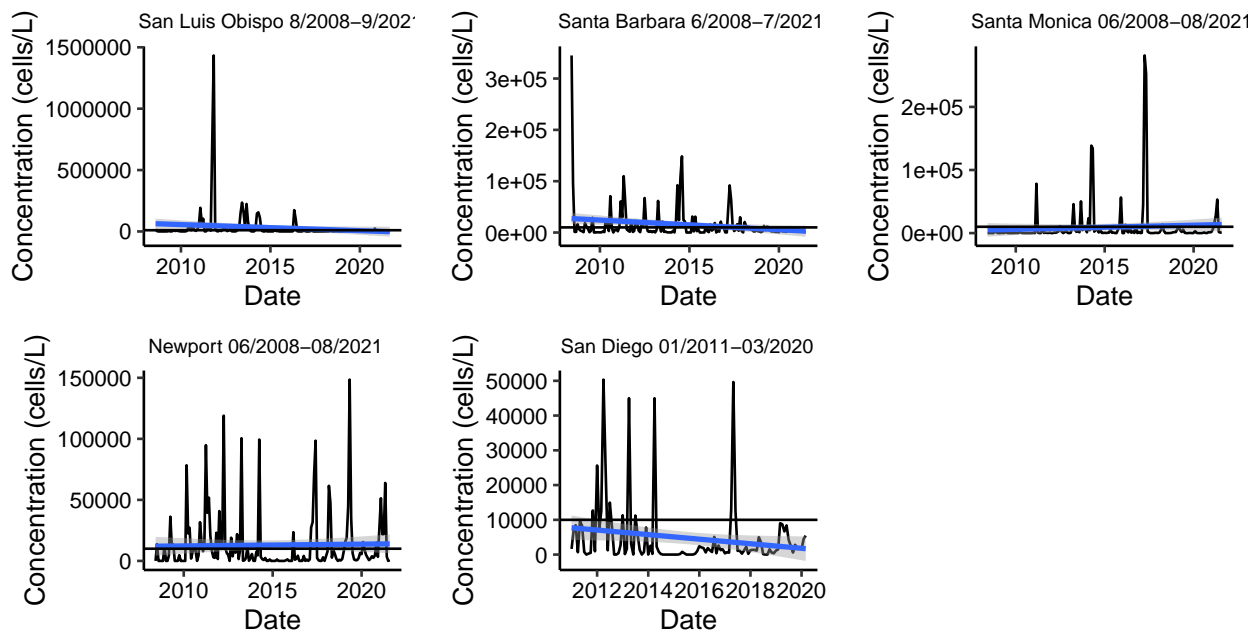 San Luis Obispo 8/2008−9/202
Concentration (cells/L)
1500000
1000000
500000
0
2010 2015 2020
Date
Santa Barbara 6/2008−7/2021
Concentration (cells/L)
3e+05
2e+05
1e+05
0e+00
2010 2015 2020
Date
Santa Monica 06/2008−08/2021
Concentration (cells/L)
2e+05
1e+05
0e+00
2010 2015 2020
Date
Newport 06/2008−08/2021
Concentration (cells/L)
150000
100000
50000
0
2010 2015 2020
Date
San Diego 01/2011−03/2020
Concentration (cells/L)
50000
40000
30000
20000
10000
0
2012 2014 2016 2018 2020
Date